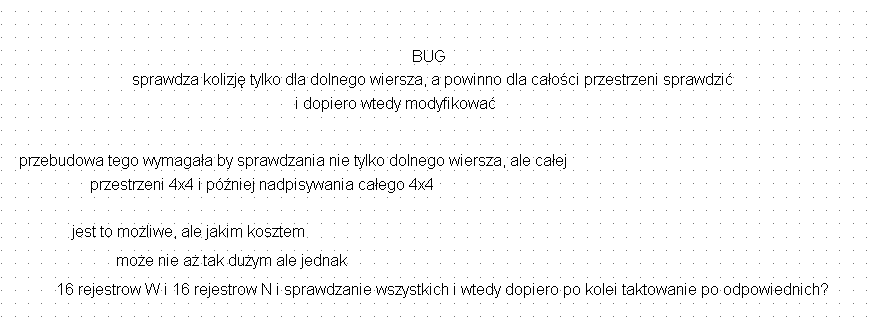 BUG
sprawdza kolizję tylko dla dolnego wiersza, a powinno dla całości przestrzeni sprawdzić
i dopiero wtedy modyfikować
przebudowa tego wymagała by sprawdzania nie tylko dolnego wiersza, ale całej
przestrzeni 4x4 i później nadpisywania całego 4x4
jest to możliwe, ale jakim kosztem
może nie aż tak dużym ale jednak
16 rejestrow W i 16 rejestrow N i sprawdzanie wszystkich i wtedy dopiero po kolei taktowanie po odpowiednich?